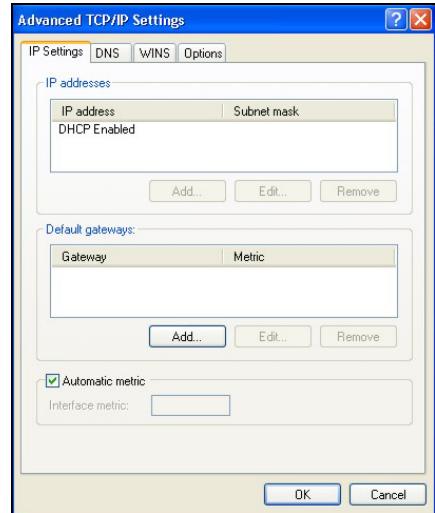 Advanced TCP/IP Settings
IP Settings DNS WINS Options
IP addresses
IP address Subnet mask
DHCP Enabled
Add... Edit... Remove
Default gateways:
Gateway Metric
Add... Edit... Remove
Automatic metric
Interface metric:
OK Cancel